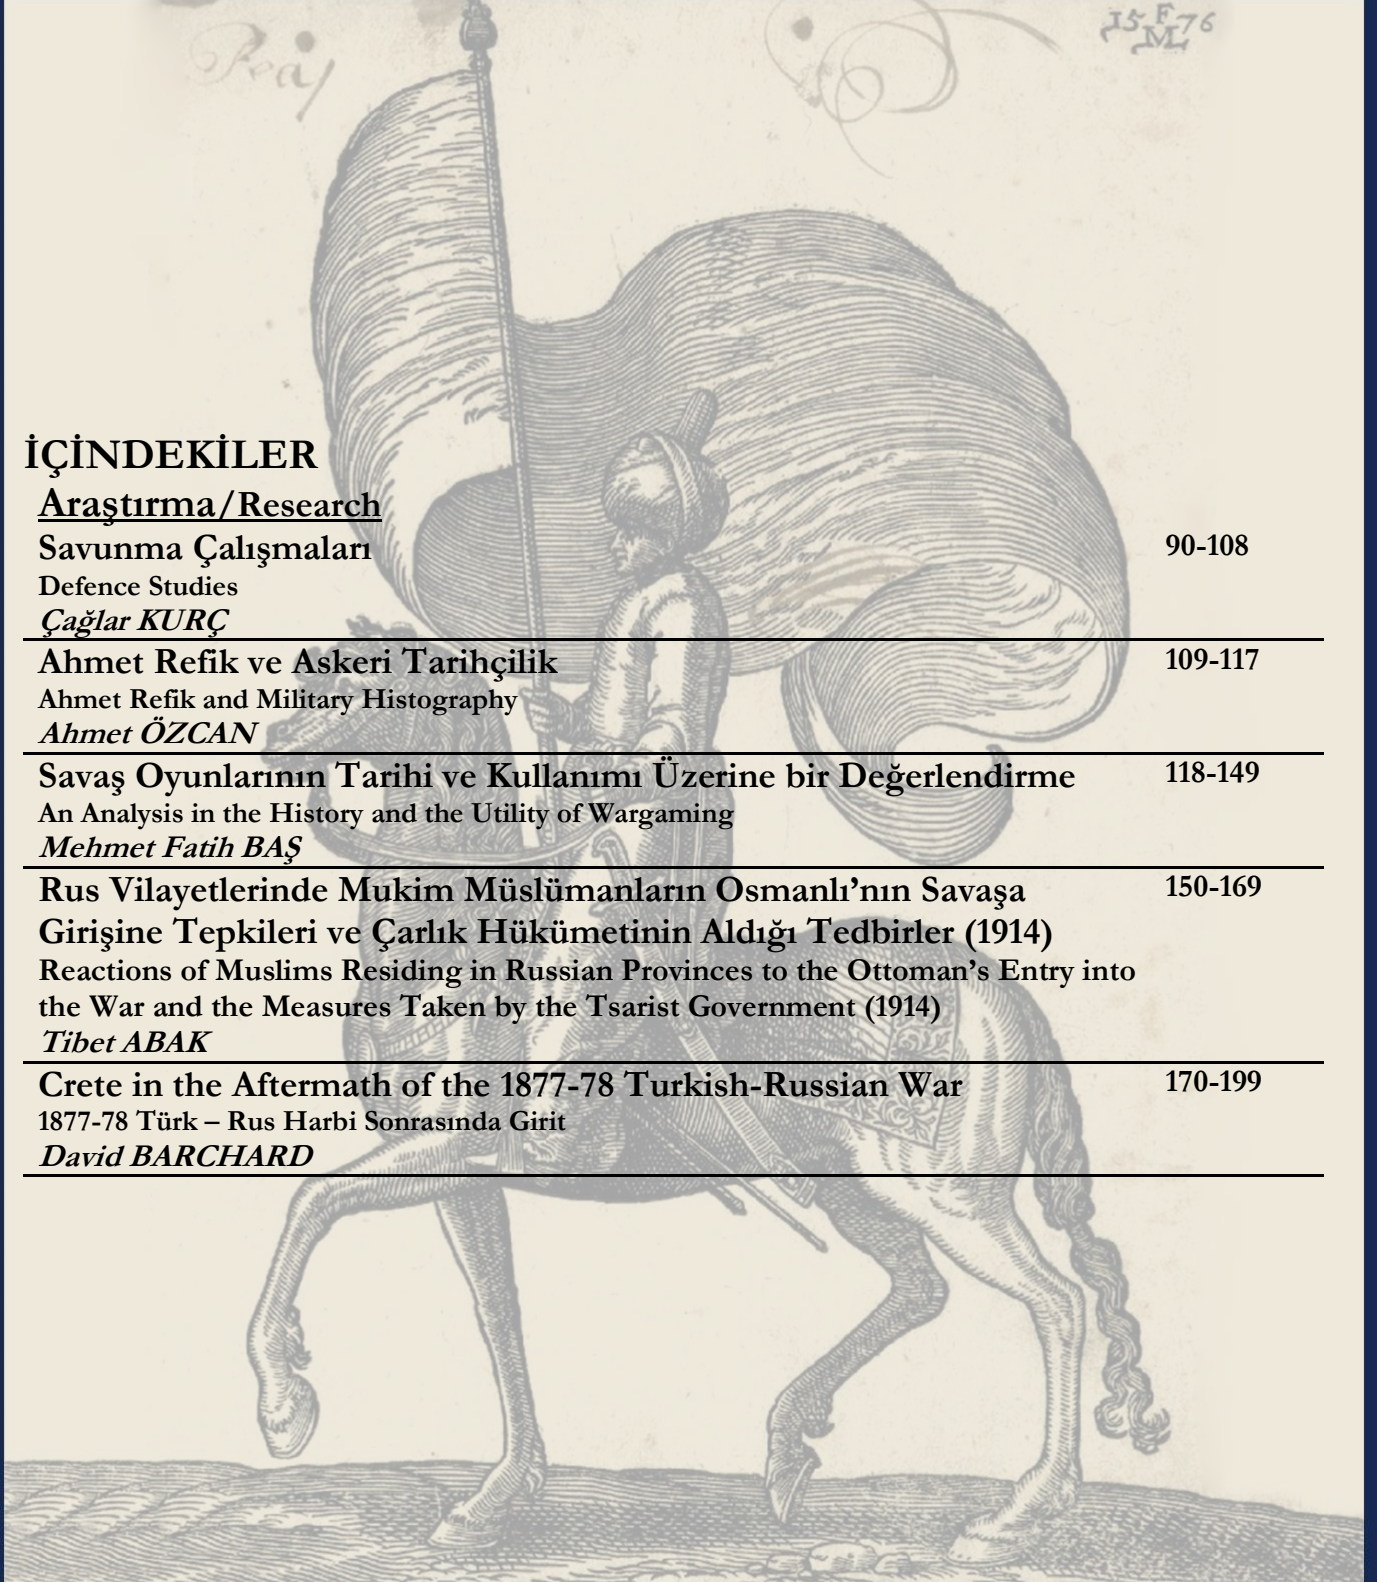 15 F 76
M
İÇİNDEKİLER
Araştırma/Research
Savunma Çalışmaları 90-108
Defence Studies
Çağlar KURÇ
Ahmet Refik ve Askeri Tarihçilik 109-117
Ahmet Refik and Military Histography
Ahmet ÖZCAN
Savaş Oyunlarının Tarihi ve Kullanımı Üzerine bir Değerlendirme 118-149
An Analysis in the History and the Utility of Wargaming
Mehmet Fatih BAŞ
Rus Vilayetlerinde Mukim Müslümanların Osmanlı’nın Savaşa 150-169
Girişine Tepkileri ve Çarlık Hükümetinin Aldığı Tedbirler (1914)
Reactions of Muslims Residing in Russian Provinces to the Ottoman’s Entry into
the War and the Measures Taken by the Tsarist Government (1914)
Tibet ABAK
Crete in the Aftermath of the 1877-78 Turkish-Russian War 170-199
1877-78 Türk – Rus Harbi Sonrasında Girit
David BARCHARD